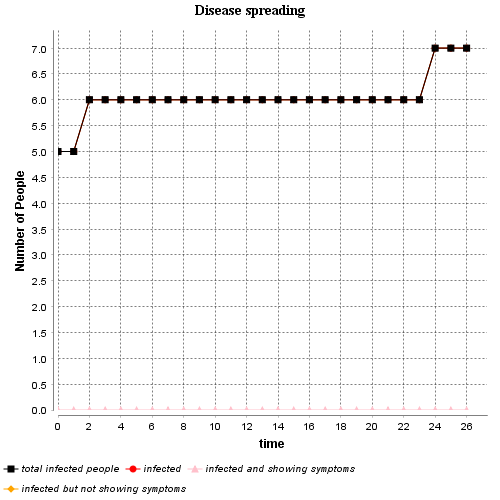 Disease spreading
7.0
6.5
6.0
5.5
5.0
4.5
4.0
3.5
3.0
2.5
2.0
1.5
1.0
0.5
0.0
Number of People
0 2 4 6 8 10 12 14 16 18 20 22 24 26
time
total infected people infected infected and showing symptoms
infected but not showing symptoms